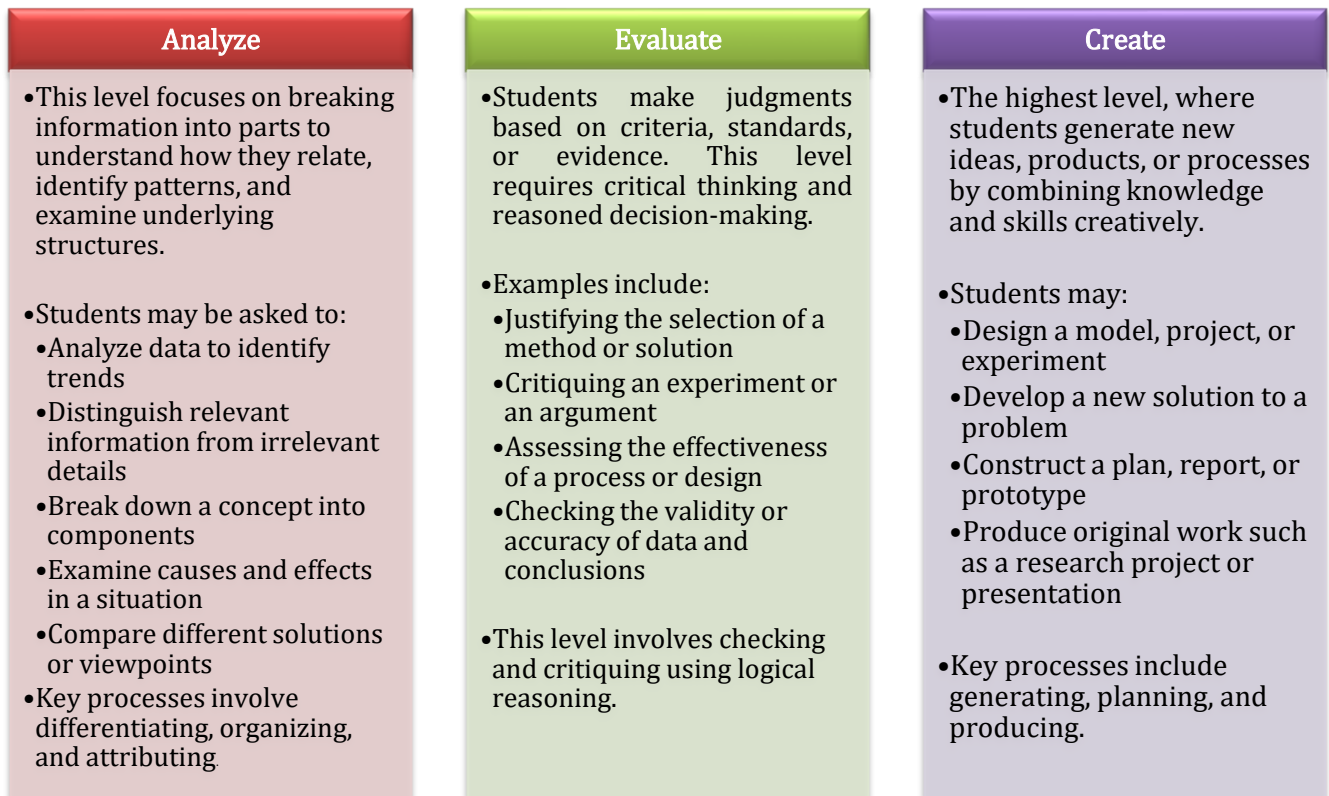 Analyze
•This level focuses on breaking
information into parts to
understand how they relate,
identify patterns, and
examine underlying
structures.
•Students may be asked to:
•Analyze data to identify
trends
•Distinguish relevant
information from irrelevant
details
•Break down a concept into
components
•Examine causes and effects
in a situation
•Compare different solutions
or viewpoints
•Key processes involve
differentiating, organizing,
and attributing.
Evaluate
•Students make judgments
based on criteria, standards,
or evidence. This level
requires critical thinking and
reasoned decision-making.
•Examples include:
•Justifying the selection of a
method or solution
•Critiquing an experiment or
an argument
•Assessing the effectiveness
of a process or design
•Checking the validity or
accuracy of data and
conclusions
•This level involves checking
and critiquing using logical
reasoning.
Create
•The highest level, where
students generate new
ideas, products, or processes
by combining knowledge
and skills creatively.
•Students may:
•Design a model, project, or
experiment
•Develop a new solution to a
problem
•Construct a plan, report, or
prototype
•Produce original work such
as a research project or
presentation
•Key processes include
generating, planning, and
producing.